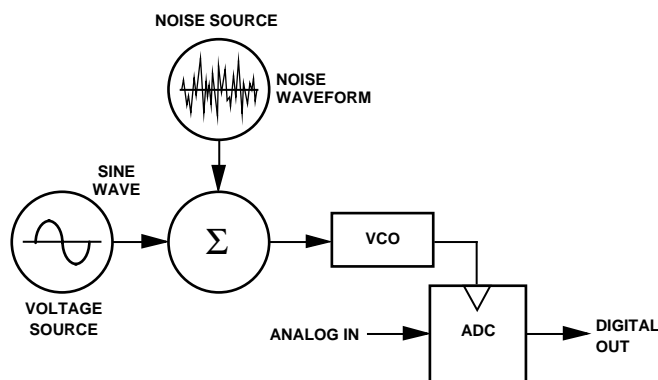 NOISE SOURCE
NOISE
WAVEFORM
SINE
WAVE
Σ
VCO
VOLTAGE
SOURCE
ANALOG IN
ADC
DIGITAL
OUT